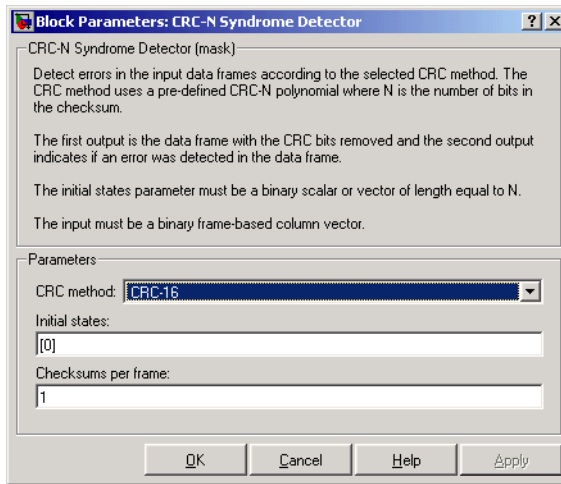 Block Parameters: CRC-N Syndrome Detector
CRC-N Syndrome Detector (mask)
Detect errors in the input data frames according to the selected CRC method. The
CRC method uses a pre-defined CRC-N polynomial where N is the number of bits in
the checksum.
The first output is the data frame with the CRC bits removed and the second output
indicates if an error was detected in the data frame.
The initial states parameter must be a binary scalar or vector of length equal to N.
The input must be a binary frame-based column vector.
Parameters
CRC method: CRC-16
Initial states:
[0]
Checksums per frame:
1
OK Cancel Help Apply